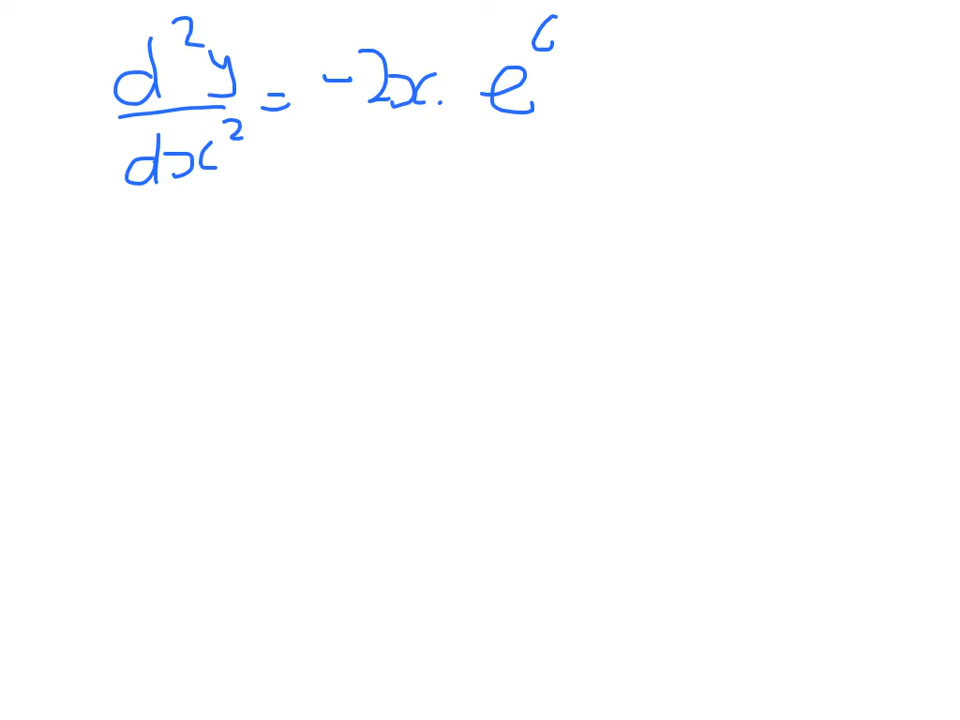 d²y/dx² = -2x. e^c